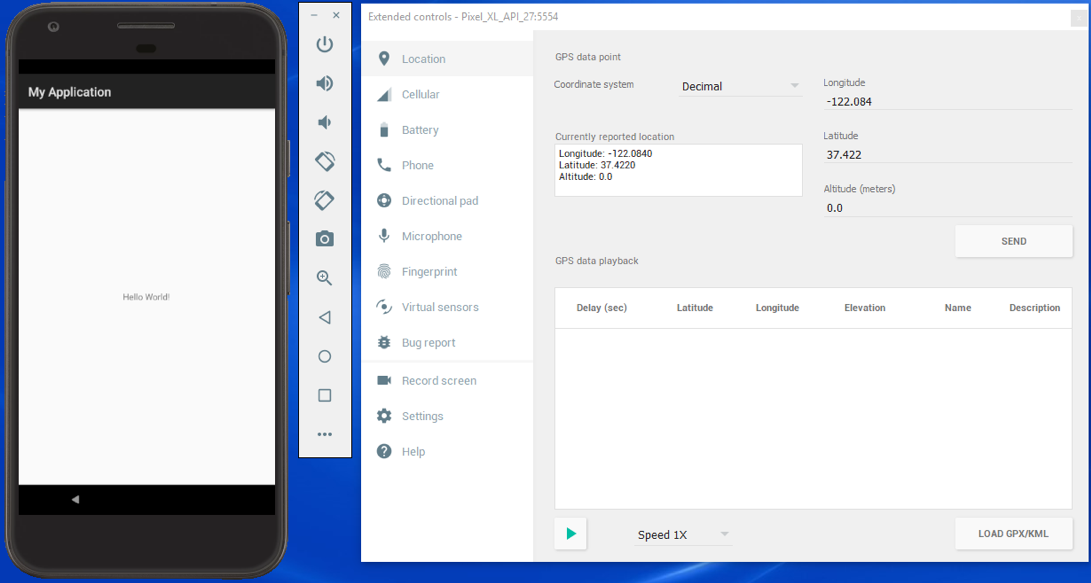 My Application
Hello World!
Extended controls - Pixel_XL_API_27:5554
Location
Cellular
Battery
Phone
Directional pad
Microphone
Fingerprint
Virtual sensors
Bug report
Record screen
Settings
Help
GPS data point
Coordinate system
Decimal
Longitude
-122.084
Currently reported location
Longitude: -122.0840
Latitude: 37.4220
Altitude: 0.0
Latitude
37.422
Altitude (meters)
0.0
SEND
GPS data playback
Delay (sec) Latitude Longitude Elevation Name Description
Speed 1X
LOAD GPX/KML